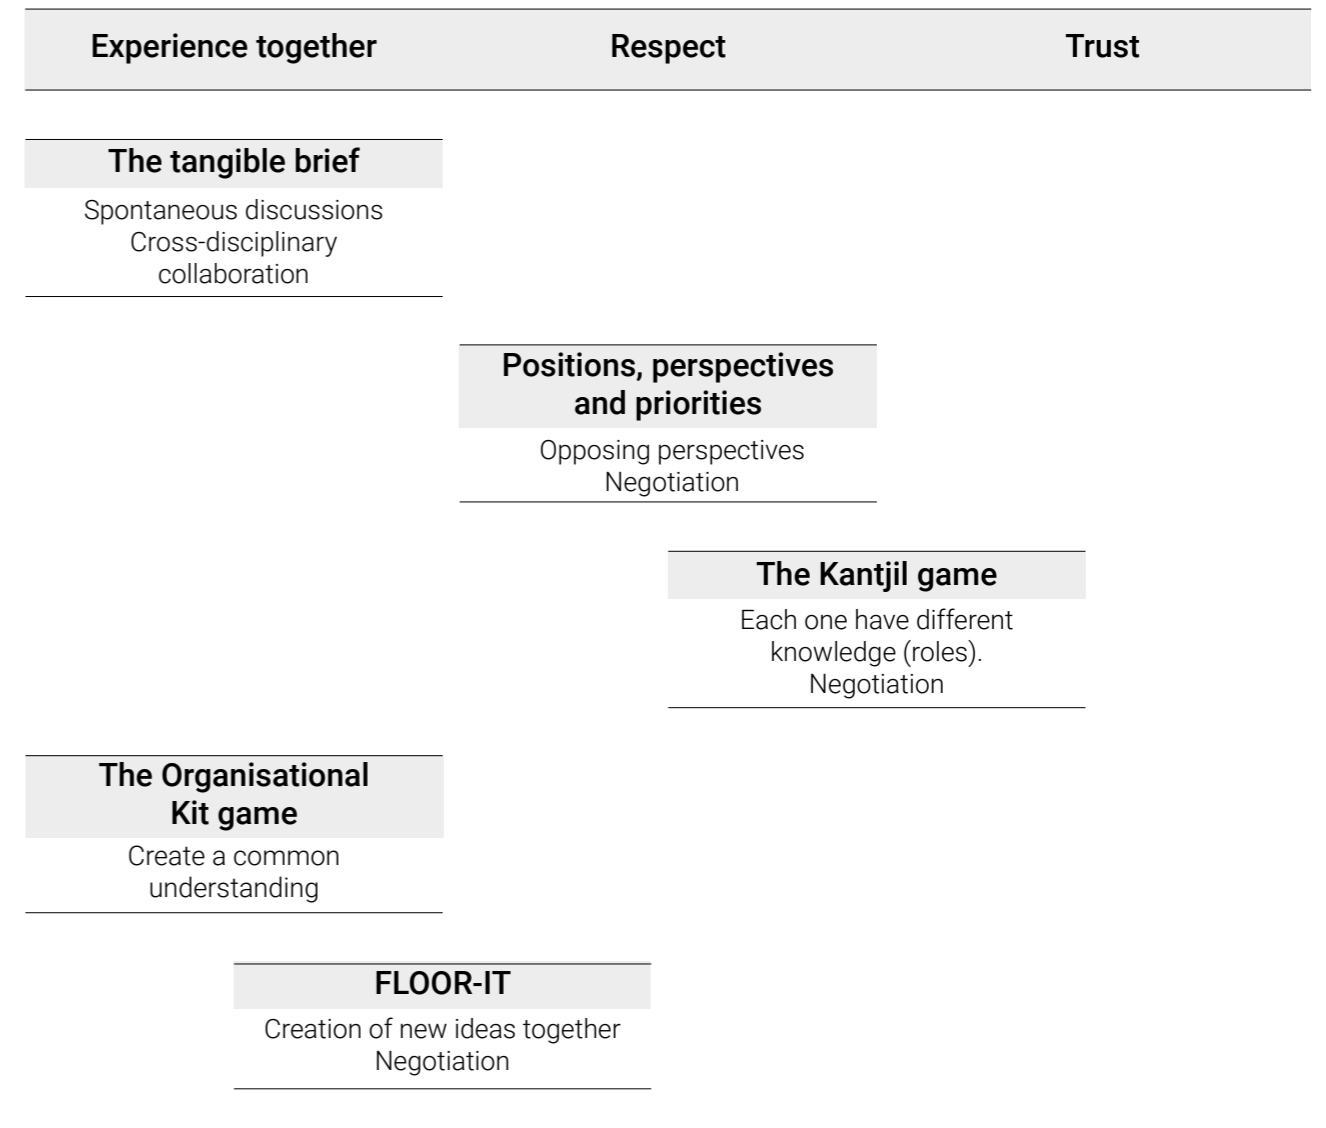 Experience together Respect Trust
The tangible brief
Spontaneous discussions
Cross-disciplinary
collaboration
Positions, perspectives
and priorities
Opposing perspectives
Negotiation
The Kantjil game
Each one have different
knowledge (roles).
Negotiation
The Organisational
Kit game
Create a common
understanding
FLOOR-IT
Creation of new ideas together
Negotiation